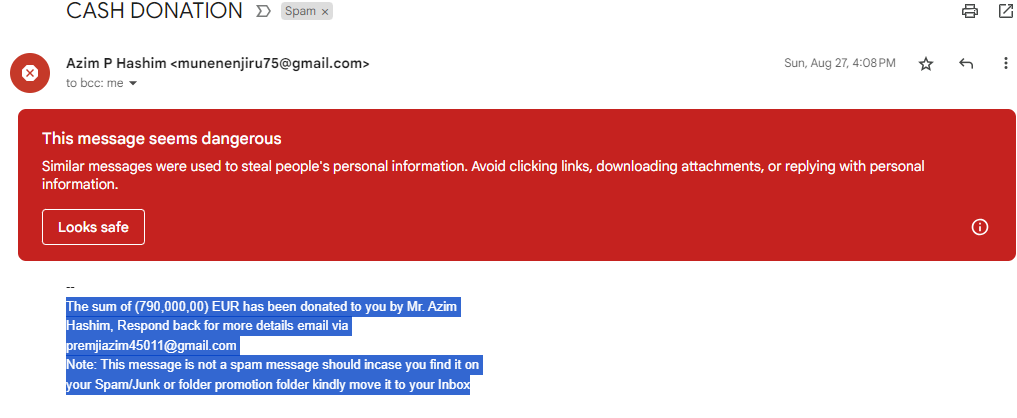 CASH DONATION Spam ×
Azim P Hashim <munenenjiru75@gmail.com> Sun, Aug 27, 4:08 PM
to bcc: me
This message seems dangerous
Similar messages were used to steal people's personal information. Avoid clicking links, downloading attachments, or replying with personal
information.
Looks safe
--
The sum of (790,000,00) EUR has been donated to you by Mr. Azim
Hashim, Respond back for more details email via
premjiazim45011@gmail.com
Note: This message is not a spam message should incase you find it on
your Spam/Junk or folder promotion folder kindly move it to your Inbox